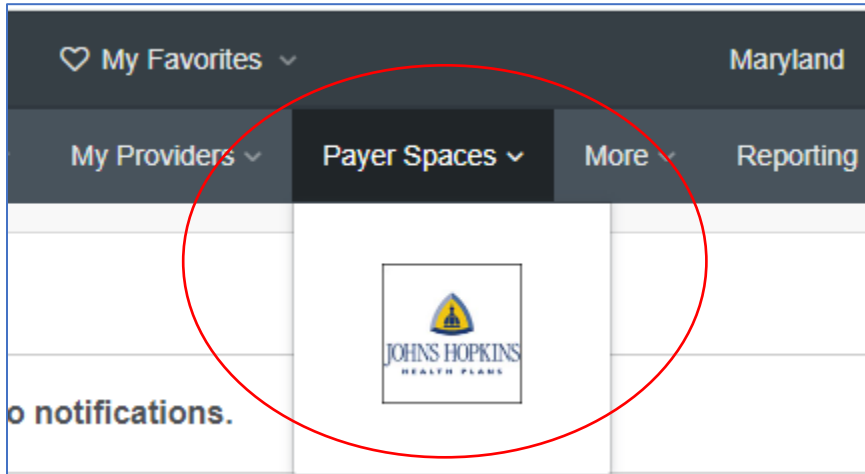 My Favorites Maryland
My Providers Payer Spaces More Reporting
JOHNS HOPKINS
HEALTH PLANS
o notifications.